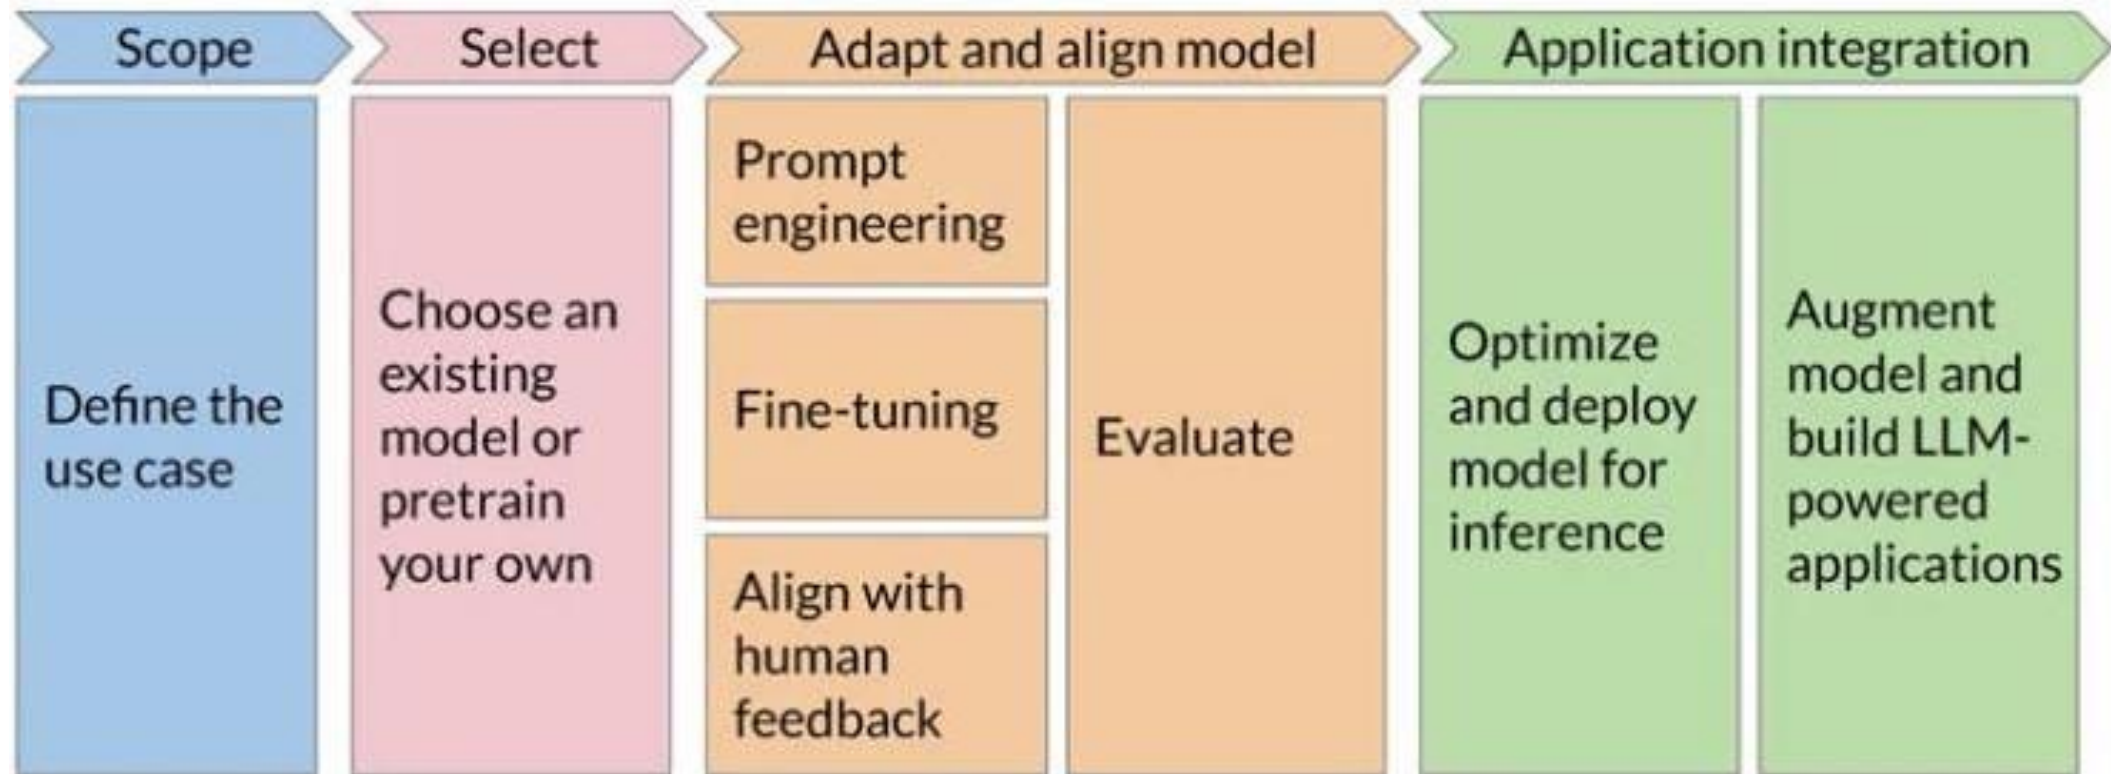 Scope
Select
Adapt and align model
Application integration
Define the
use case
Choose an
existing
model or
pretrain
your own
Prompt
engineering
Fine-tuning
Align with
human
feedback
Evaluate
Optimize
and deploy
model for
inference
Augment
model and
build LLM-
powered
applications